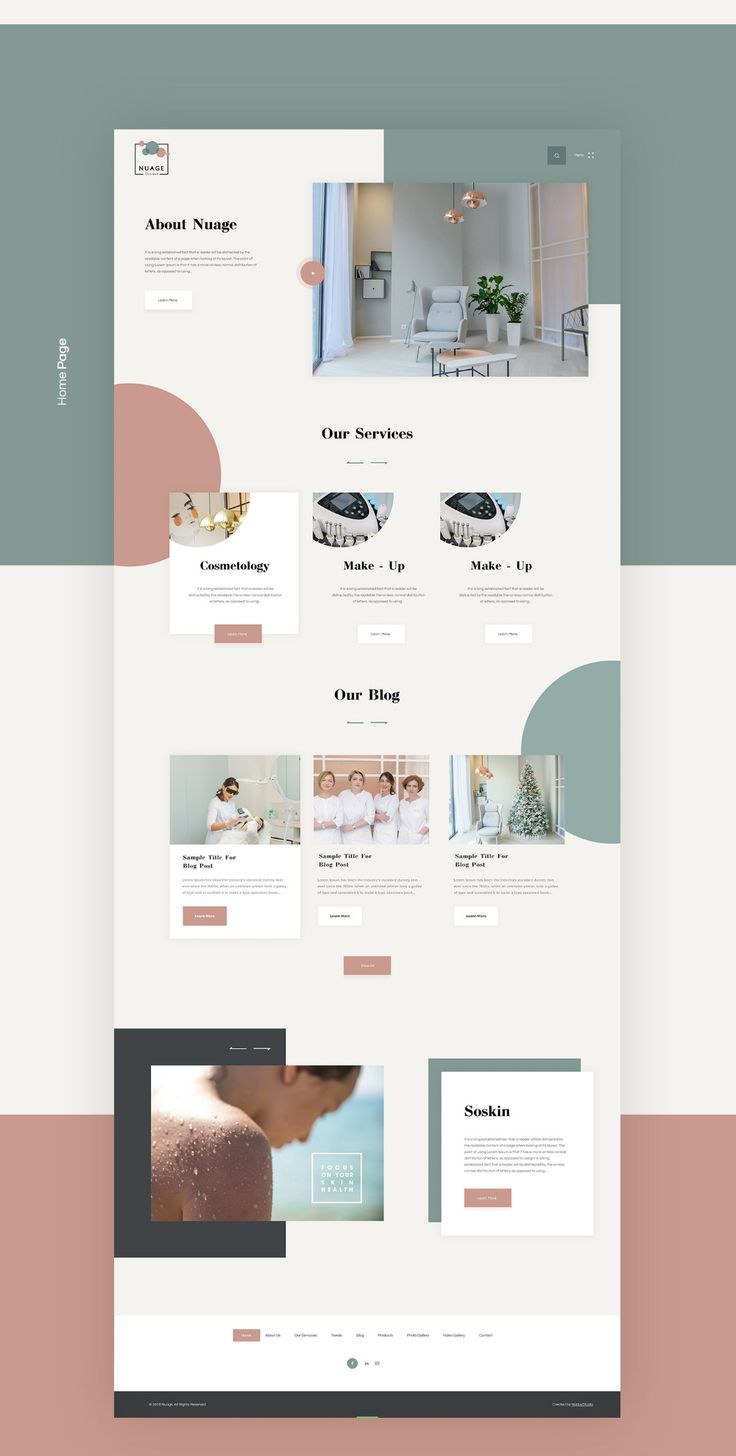 NUAGE
Menu
About Nuage
It is a long established fact that a reader will be distracted by the
readable content of a page when looking at its layout. The point of
using Lorem Ipsum is that it has a more-or-less normal distribution of
letters, as opposed to using...
Learn More
Home Page
Our Services
Cosmetology
It is a long established fact that a reader will be
distracted by the readable the or-less normal distribution
of letters, as opposed to using.
Learn More
Make - Up
It is a long established fact that a reader will be
distracted by the readable the or-less normal distribution
of letters, as opposed to using.
Learn More
Make - Up
It is a long established fact that a reader will be
distracted by the readable the or-less normal distribution
of letters, as opposed to using.
Learn More
Our Blog
Sample Title For
Blog Post
Lorem Ipsum has been the industry's standard dummy text
ever since the 1500s, when an unknown printer took a galley
of type and scrambled it to make a type specimen book...
Learn More
Sample Title For
Blog Post
Lorem Ipsum has been the industry's standard dummy text
ever since the 1500s, when an unknown printer took a galley
of type and scrambled it to make a type specimen book...
Learn More
Sample Title For
Blog Post
Lorem Ipsum has been the industry's standard dummy text
ever since the 1500s, when an unknown printer took a galley
of type and scrambled it to make a type specimen book...
Learn More
View All
FOCUS
ON YOUR
SKIN
HEALTH
Soskin
It is a long established fact that a reader will be distracted by
the readable content of a page when looking at its layout. The
point of using Lorem Ipsum is that it has a more-or-less normal
distribution of letters, as opposed to using It is a long
established fact that a reader will be distracted by the
normal distribution of letters, as opposed to using...
Learn More
Home About Us Our Services Trends Blog Products Photo Gallery Video Gallery Contact
f in
© 2018 Nuage. All Rights Reserved
Created by